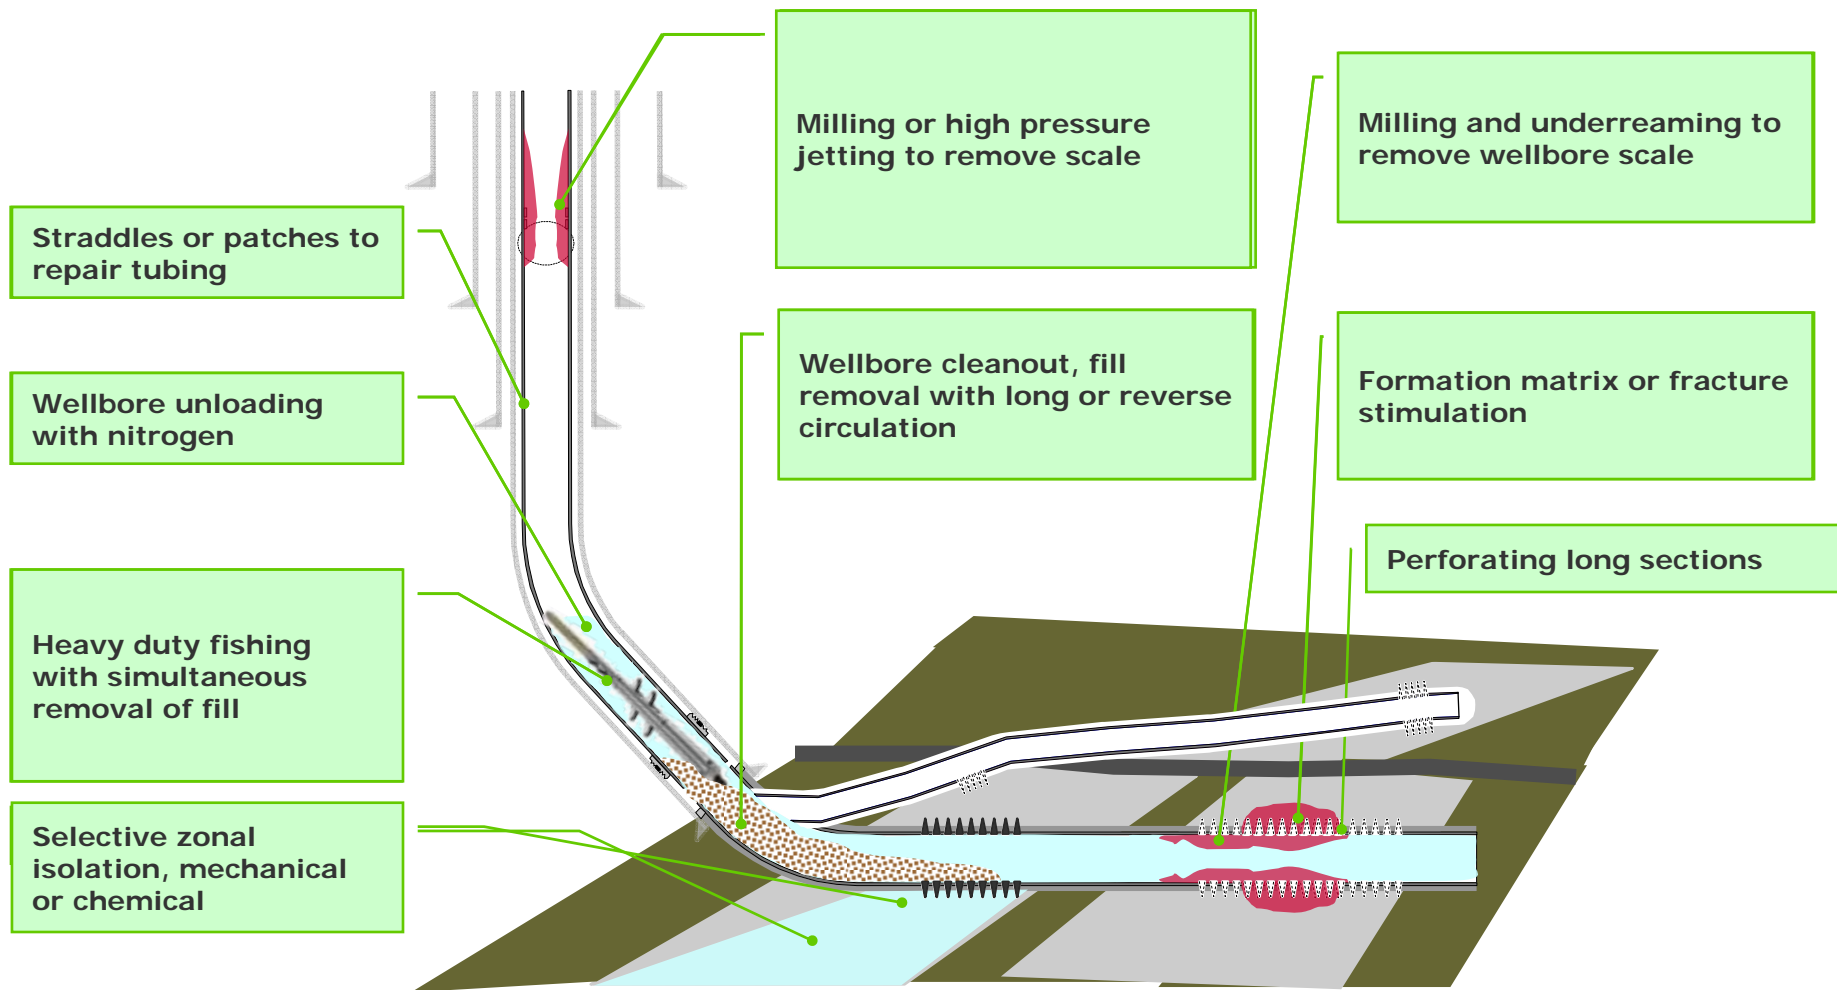 Milling or high pressure
jetting to remove scale
Milling and underreaming to
remove wellbore scale
Straddles or patches to
repair tubing
Wellbore cleanout, fill
removal with long or reverse
circulation
Formation matrix or fracture
stimulation
Wellbore unloading
with nitrogen
Perforating long sections
Heavy duty fishing
with simultaneous
removal of fill
Selective zonal
isolation, mechanical
or chemical